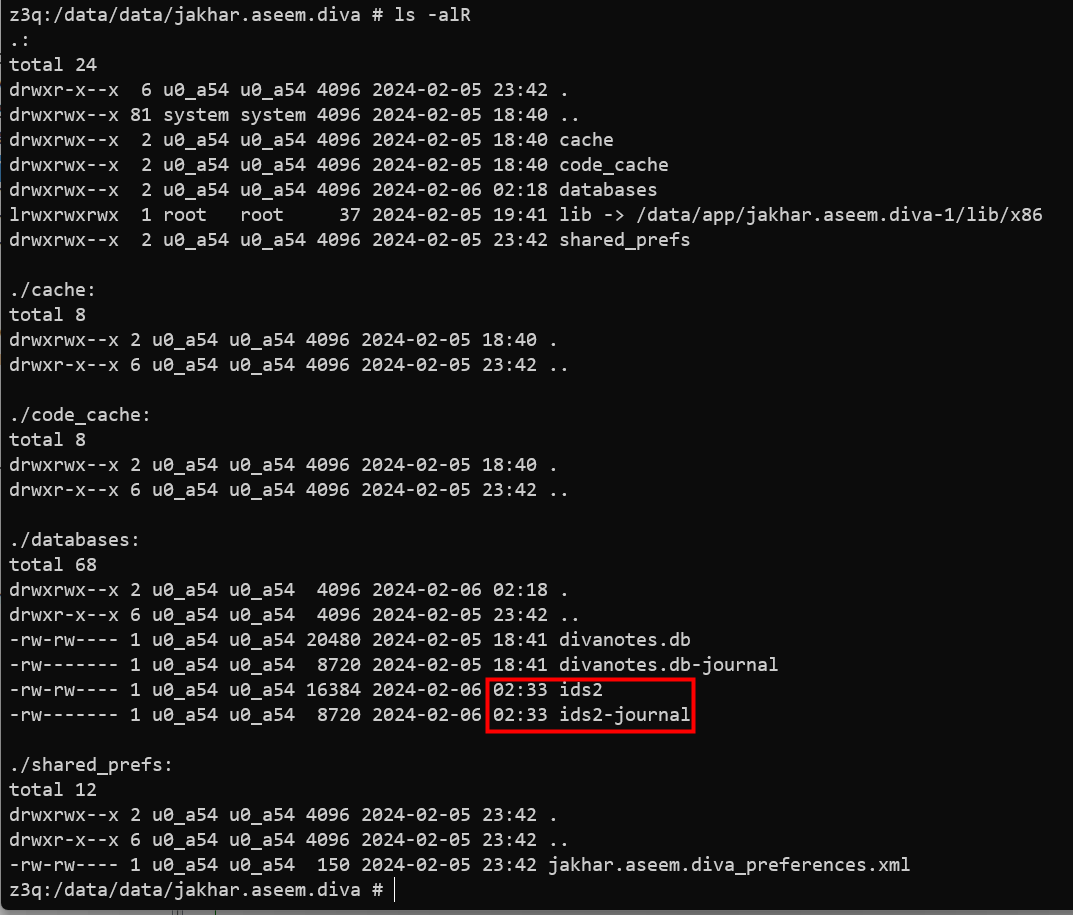 z3q:/data/data/jakhar.aseem.diva # ls -alR
.:
total 24
drwxr-x--x  6 u0_a54 u0_a54 4096 2024-02-05 23:42 .
drwxrwx--x 81 system system 4096 2024-02-05 18:40 ..
drwxrwx--x  2 u0_a54 u0_a54 4096 2024-02-05 18:40 cache
drwxrwx--x  2 u0_a54 u0_a54 4096 2024-02-05 18:40 code_cache
drwxrwx--x  2 u0_a54 u0_a54 4096 2024-02-06 02:18 databases
lrwxrwxrwx  1 root   root     37 2024-02-05 19:41 lib -> /data/app/jakhar.aseem.diva-1/lib/x86
drwxrwx--x  2 u0_a54 u0_a54 4096 2024-02-05 23:42 shared_prefs

./cache:
total 8
drwxrwx--x 2 u0_a54 u0_a54 4096 2024-02-05 18:40 .
drwxr-x--x 6 u0_a54 u0_a54 4096 2024-02-05 23:42 ..

./code_cache:
total 8
drwxrwx--x 2 u0_a54 u0_a54 4096 2024-02-05 18:40 .
drwxr-x--x 6 u0_a54 u0_a54 4096 2024-02-05 23:42 ..

./databases:
total 68
drwxrwx--x 2 u0_a54 u0_a54  4096 2024-02-06 02:18 .
drwxr-x--x 6 u0_a54 u0_a54  4096 2024-02-05 23:42 ..
-rw-rw---- 1 u0_a54 u0_a54 20480 2024-02-05 18:41 divanotes.db
-rw------- 1 u0_a54 u0_a54  8720 2024-02-05 18:41 divanotes.db-journal
-rw-rw---- 1 u0_a54 u0_a54 16384 2024-02-06 02:33 ids2
-rw------- 1 u0_a54 u0_a54  8720 2024-02-06 02:33 ids2-journal

./shared_prefs:
total 12
drwxrwx--x 2 u0_a54 u0_a54 4096 2024-02-05 23:42 .
drwxr-x--x 6 u0_a54 u0_a54 4096 2024-02-05 23:42 ..
-rw-rw---- 1 u0_a54 u0_a54  150 2024-02-05 23:42 jakhar.aseem.diva_preferences.xml
z3q:/data/data/jakhar.aseem.diva #